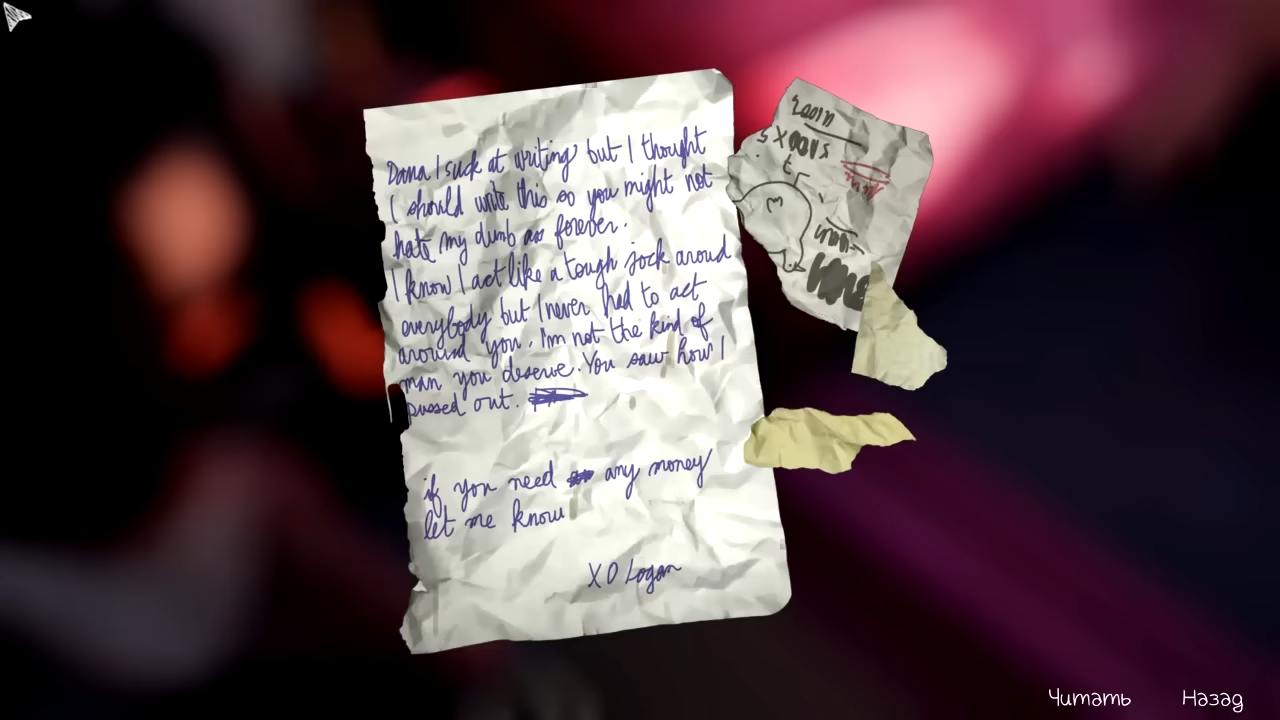 Dana I suck at writing but I thought
I should write this so you might not
hate my dumb ass forever.
I know I act like a tough jock aroud
everybody but I never had to act
around you. I'm not the kind of
man you deserve. You saw how I
pussed out.
if you need any money
let me know
XO Logan
Читать Назад